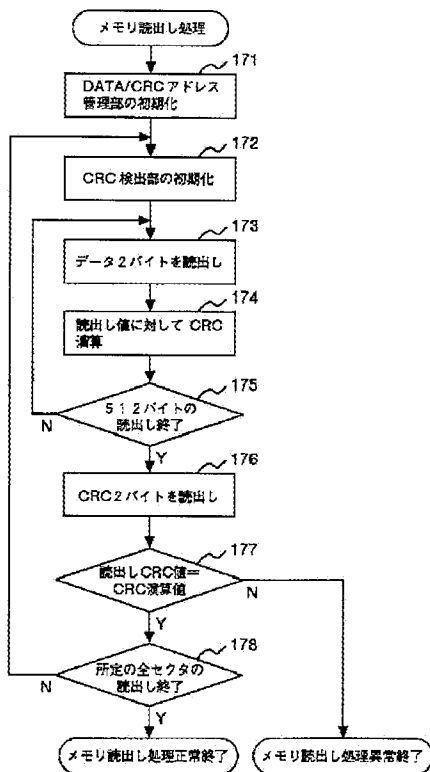 メモリ読出し処理
171
DATA/CRCアドレス
管理部の初期化
172
CRC検出部の初期化
173
データ2バイトを読出し
174
読出し値に対して CRC
演算
175
512バイトの
読出し終了
N
Y
176
CRC2バイトを読出し
177
読出しCRC値=
CRC演算値
N
Y
178
所定の全セクタの
読出し終了
N
Y
メモリ読出し処理正常終了
メモリ読出し処理異常終了